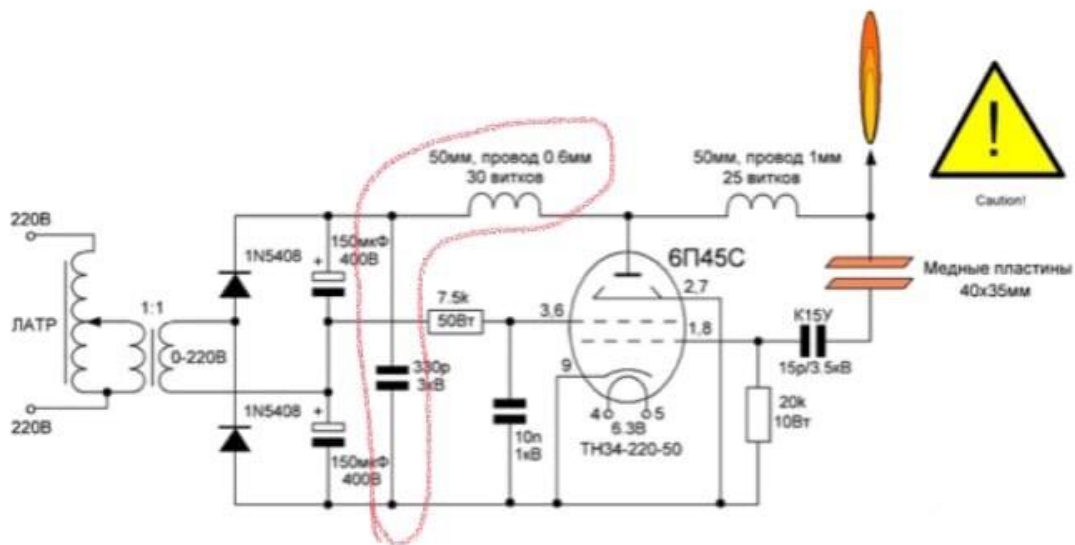 50мм, провод 0.6мм
30 витков
50мм, провод 1мм
25 витков
!
Caution!
220В
1N5408
+
150мкФ
400В
6П45С
Медные пластины
40x35мм
7.5k
50Вт
2,7
3,6
К15У
1:1
ЛАТР
0-220В
1,8
15p/3.5кВ
330p
3кВ
9
1N5408
+
220В
4
5
6.3В
ТН34-220-50
10n
1кВ
20k
10Вт
150мкФ
400В